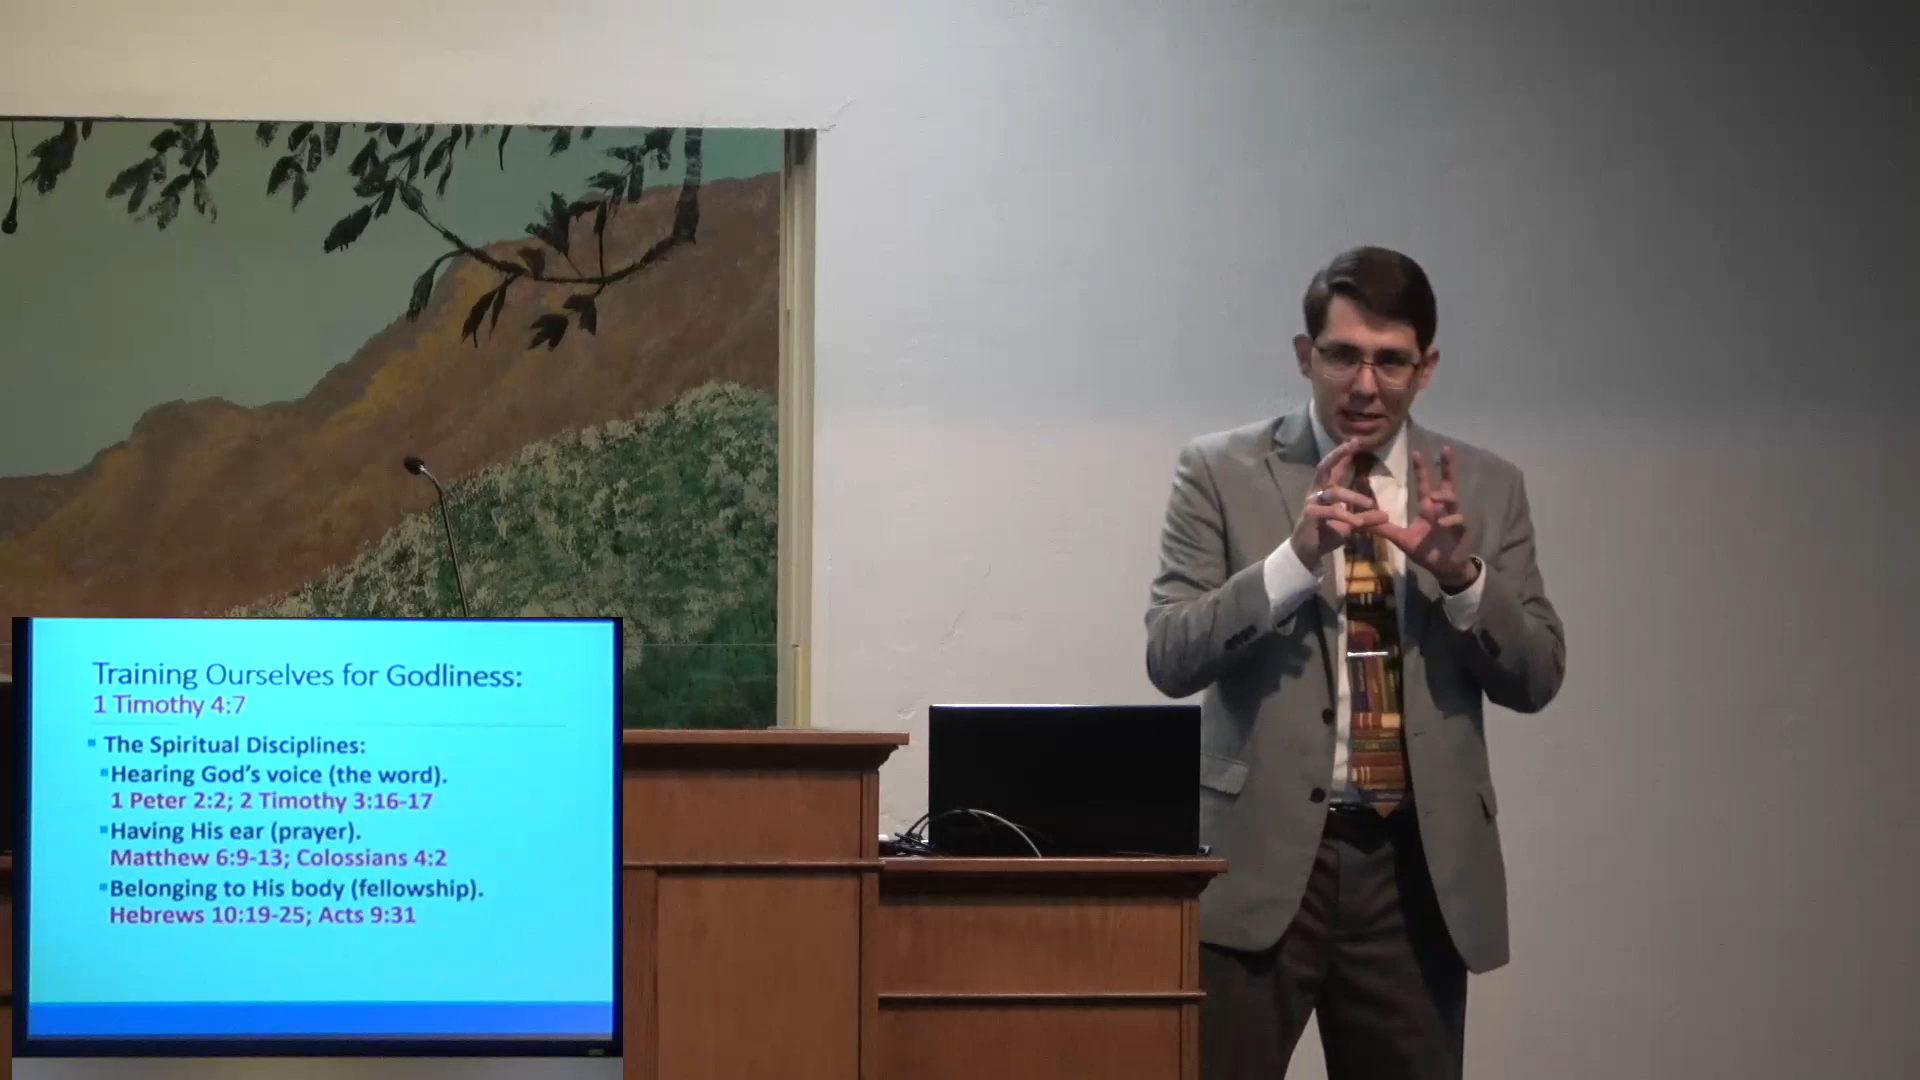 Training Ourselves for Godliness:
1 Timothy 4:7
The Spiritual Disciplines:
Hearing God's voice (the word).
1 Peter 2:2; 2 Timothy 3:16-17
Having His ear (prayer).
Matthew 6:9-13; Colossians 4:2
Belonging to His body (fellowship).
Hebrews 10:19-25; Acts 9:31